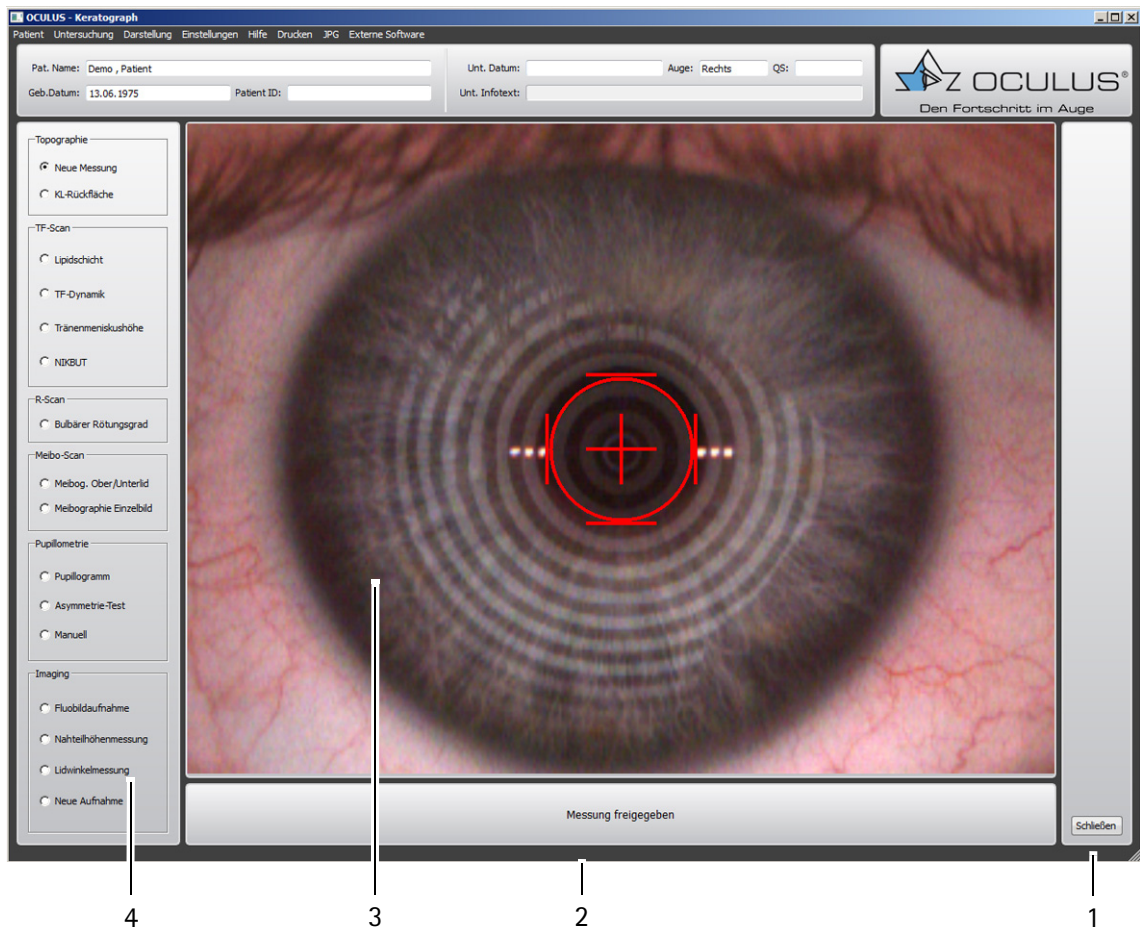 OCULUS - Keratograph
Patient Untersuchung Darstellung Einstellungen Hilfe Drucken JPG Externe Software
Pat. Name: Demo , Patient
Geb.Datum: 13.06.1975 Patient ID:
Unt. Datum: Auge: Rechts QS:
Unt. Infotext:
OCULUS®
Den Fortschritt im Auge
Topographie
Neue Messung
KL-Rückfläche
TF-Scan
Lipidschicht
TF-Dynamik
Tränenmeniskushöhe
NIKBUT
R-Scan
Bulbärer Rötungsgrad
Meibo-Scan
Meibog. Ober/Unterlid
Meibographie Einzelbild
Pupillometrie
Pupillogramm
Asymmetrie-Test
Manuell
Imaging
Fluobildaufnahme
Nahteilhöhenmessung
Lidwinkelmessung
Neue Aufnahme
Messung freigegeben
Schließen
4 3 2 1